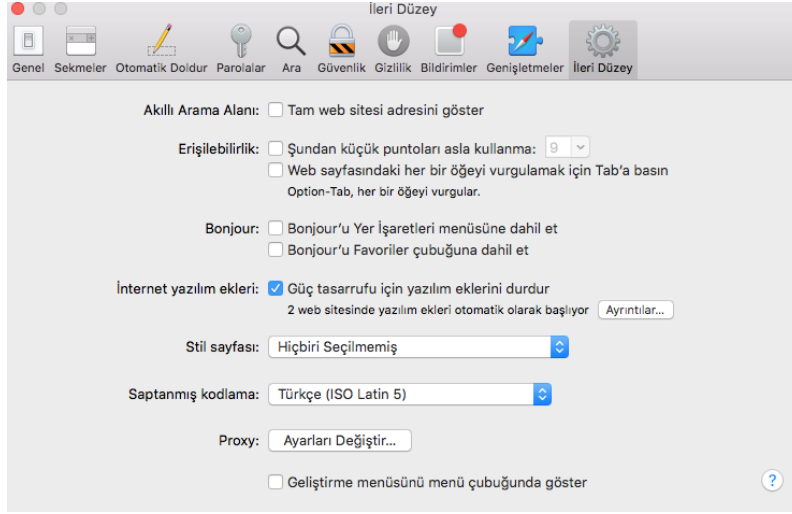 İleri Düzey
Genel Sekmeler Otomatik Doldur Parolalar Ara Güvenlik Gizlilik Bildirimler Genişletmeler İleri Düzey
Akıllı Arama Alanı: Tam web sitesi adresini göster
Erişilebilirlik: Şundan küçük puntoları asla kullanma: 9
Web sayfasındaki her bir öğeyi vurgulamak için Tab'a basın
Option-Tab, her bir öğeyi vurgular.
Bonjour: Bonjour'u Yer İşaretleri menüsüne dahil et
Bonjour'u Favoriler çubuğuna dahil et
İnternet yazılım ekleri: Güç tasarrufu için yazılım eklerini durdur
2 web sitesinde yazılım ekleri otomatik olarak başlıyor Ayrıntılar...
Stil sayfası: Hiçbiri Seçilmemiş
Saptanmış kodlama: Türkçe (ISO Latin 5)
Proxy: Ayarları Değiştir...
Geliştirme menüsünü menü çubuğunda göster ?